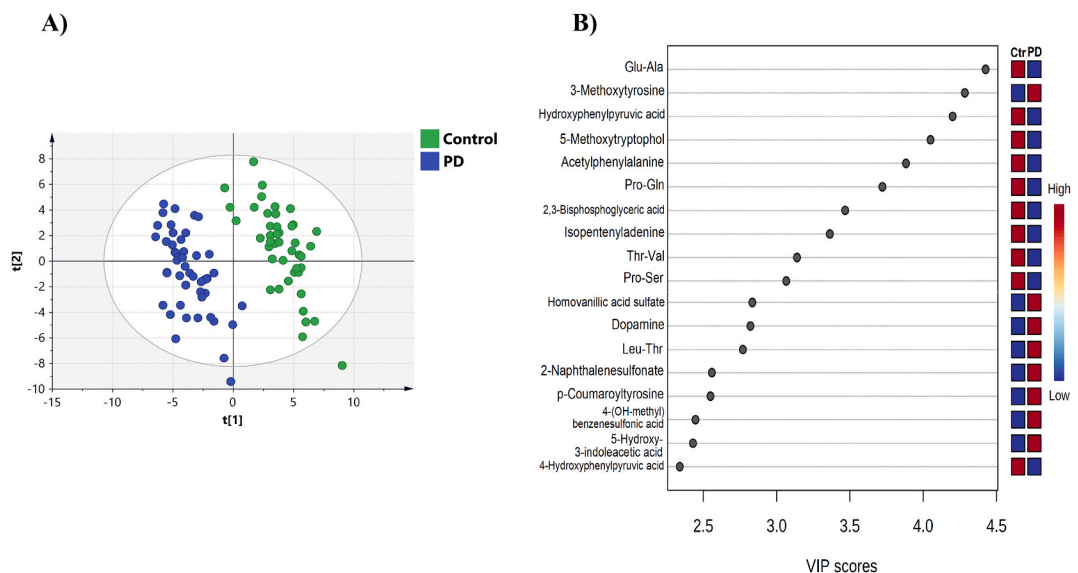 A)
Control
PD
8
6
4
2
0
-2
-4
-6
-8
-10
t[2]
-15
-10
-5
0
5
10
t[1]
B)
Ctr PD
Glu-Ala
3-Methoxytyrosine
Hydroxyphenylpyruvic acid
5-Methoxytryptophol
Acetylphenylalanine
Pro-Gln
2,3-Bisphosphoglyceric acid
Isopentenyladenine
Thr-Val
Pro-Ser
Homovanillic acid sulfate
Dopamine
Leu-Thr
2-Naphthalenesulfonate
p-Coumaroyltyrosine
4-(OH-methyl)
benzenesulfonic acid
5-Hydroxy-
3-indoleacetic acid
4-Hydroxyphenylpyruvic acid
High
Low
2.5
3.0
3.5
4.0
4.5
VIP scores
15